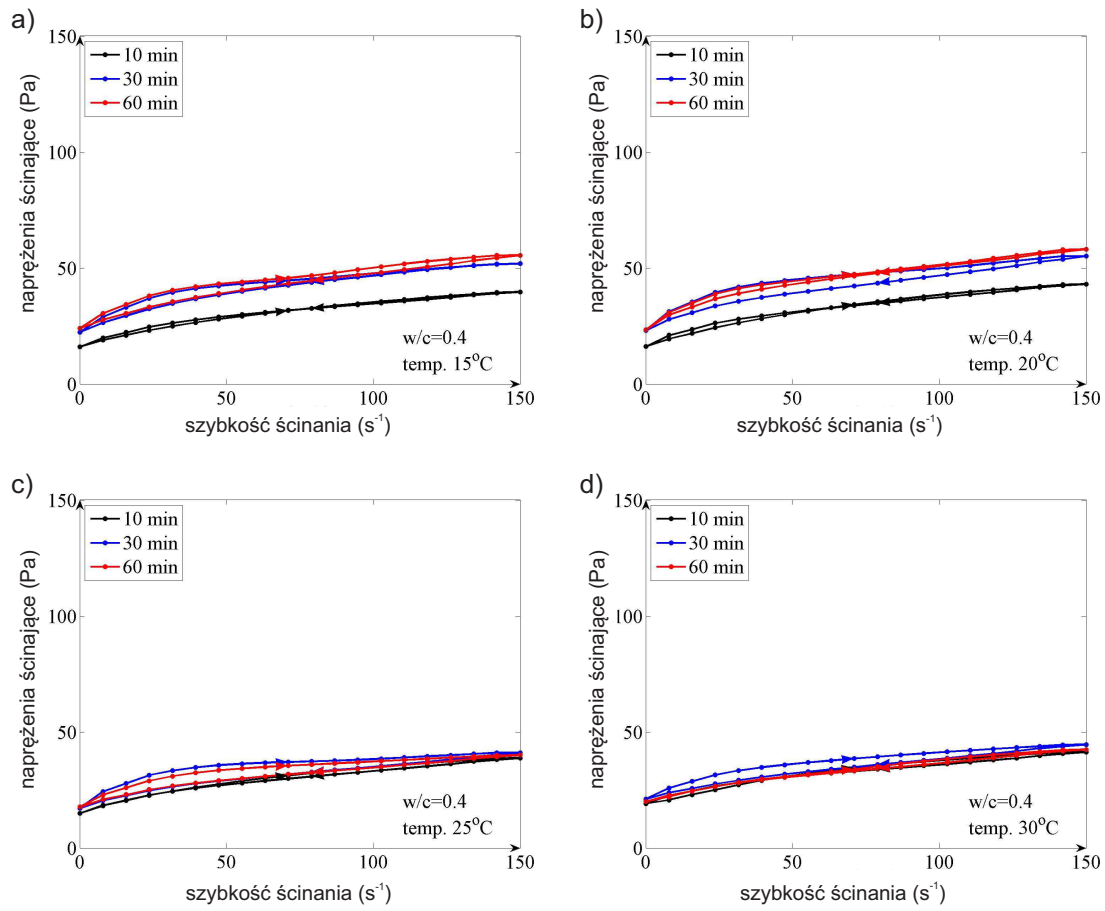 a)
150
10 min
30 min
60 min
100
50
0
naprężenia ścinające (Pa)
w/c=0.4
temp. 15°C
0
50
100
150
szybkość ścinania (s⁻¹)
b)
150
10 min
30 min
60 min
100
50
0
naprężenia ścinające (Pa)
w/c=0.4
temp. 20°C
0
50
100
150
szybkość ścinania (s⁻¹)
c)
150
10 min
30 min
60 min
100
50
0
naprężenia ścinające (Pa)
w/c=0.4
temp. 25°C
0
50
100
150
szybkość ścinania (s⁻¹)
d)
150
10 min
30 min
60 min
100
50
0
naprężenia ścinające (Pa)
w/c=0.4
temp. 30°C
0
50
100
150
szybkość ścinania (s⁻¹)